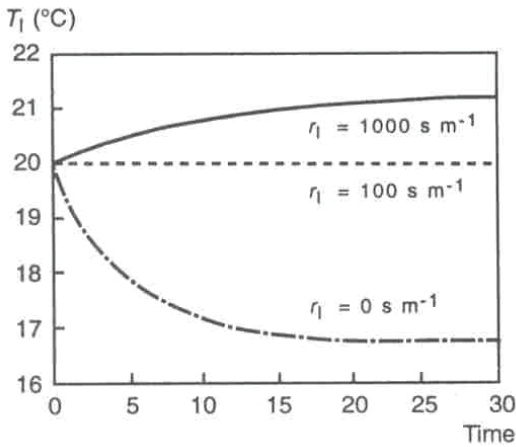 T_l (°C)
22
21
r_l = 1000 s m⁻¹
20
r_l = 100 s m⁻¹
19
18
r_l = 0 s m⁻¹
17
16
0 5 10 15 20 25 30
Time